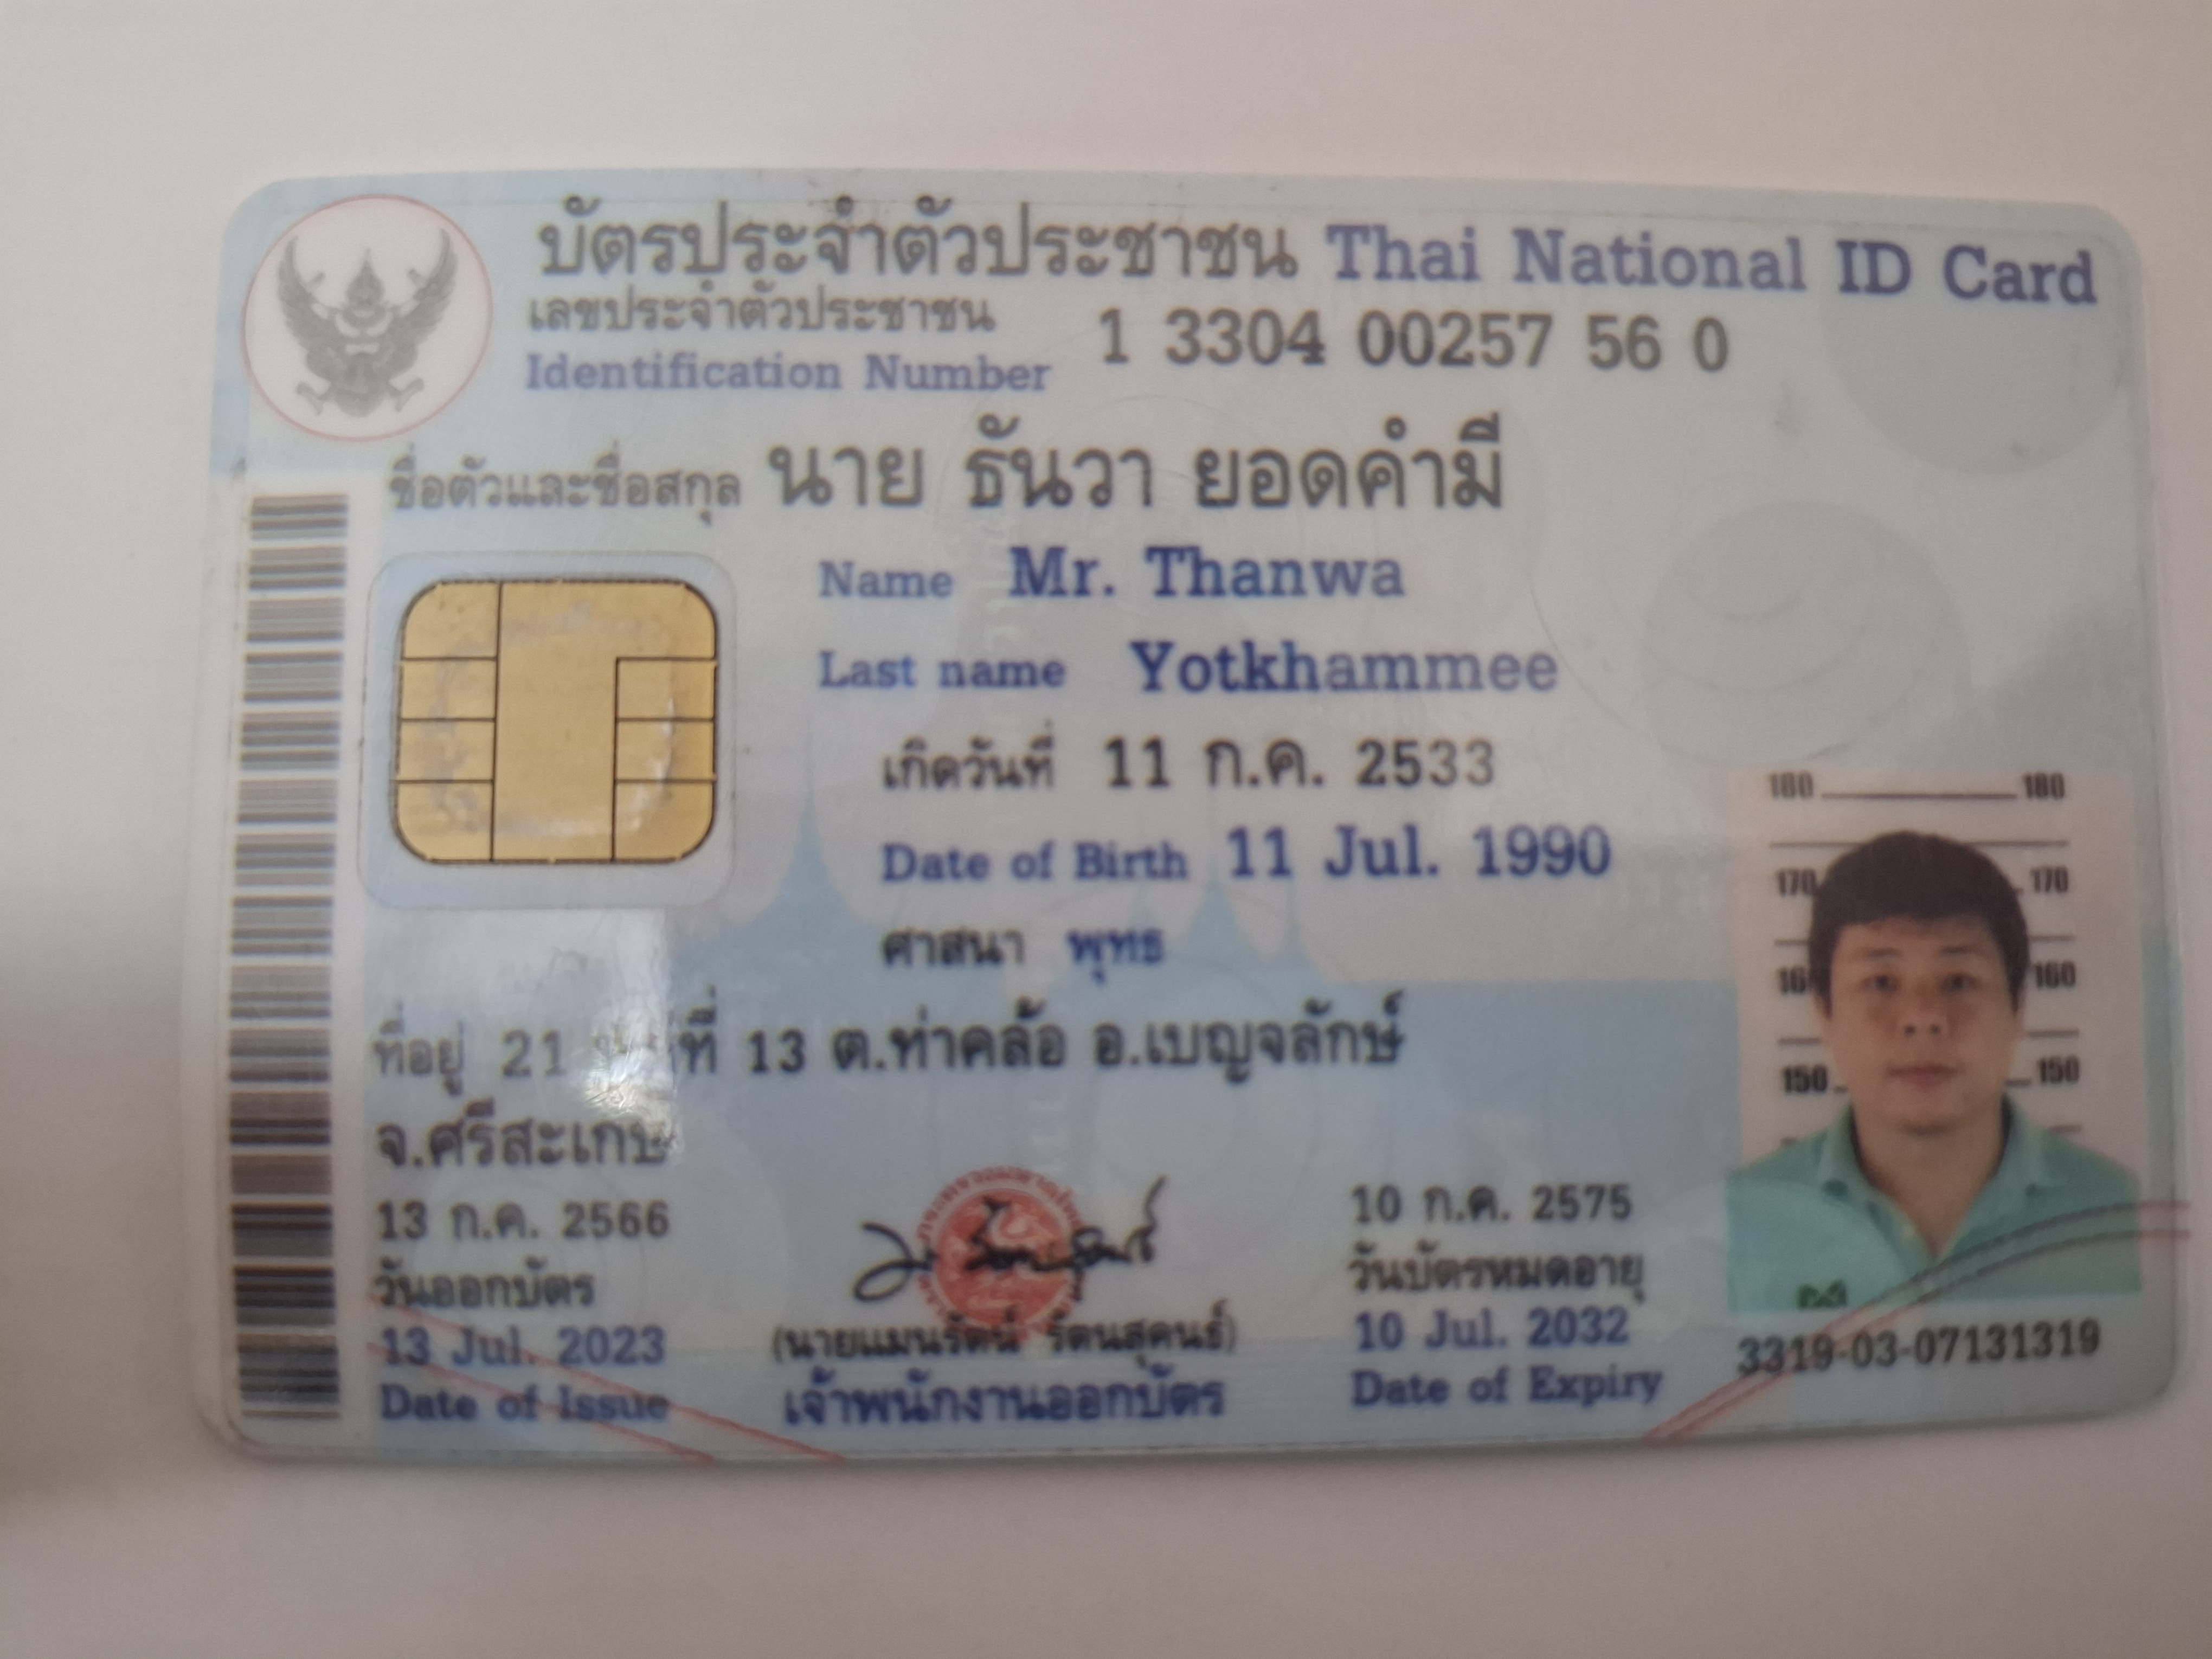 บัตรประจำตัวประชาชน Thai National ID Card
เลขประจำตัวประชาชน
Identification Number 1 3304 00257 56 0
ชื่อตัวและชื่อสกุล นาย ธันวา ยอดคำมี
Name Mr. Thanwa
Last name Yotkhammee
เกิดวันที่ 11 ก.ค. 2533
Date of Birth 11 Jul. 1990
ศาสนา พุทธ
ที่อยู่ 21 ที่ 13 ต.ท่าคล้อ อ.เบญจลักษ์
จ.ศรีสะเกษ
13 ก.ค. 2566
วันออกบัตร
13 Jul. 2023
Date of Issue
(นายแมนรัตน์ รัตนสุคนธ์)
เจ้าพนักงานออกบัตร
10 ก.ค. 2575
วันบัตรหมดอายุ
10 Jul. 2032
Date of Expiry
180 180
170 170
160 160
150 150
3319-03-07131319